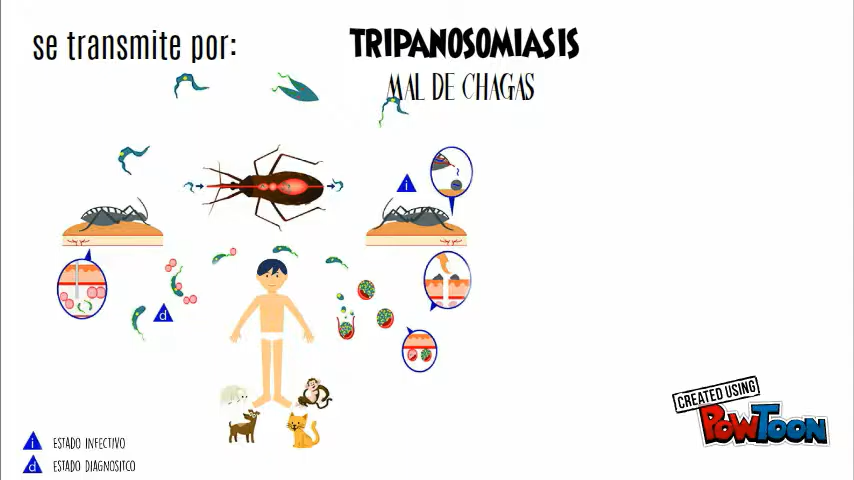 se transmite por:
TRIPANOSOMIASIS
MAL DE CHAGAS
i
d
i ESTADO INFECTIVO
d ESTADO DIAGNOSITCO
CREATED USING
POWTOON